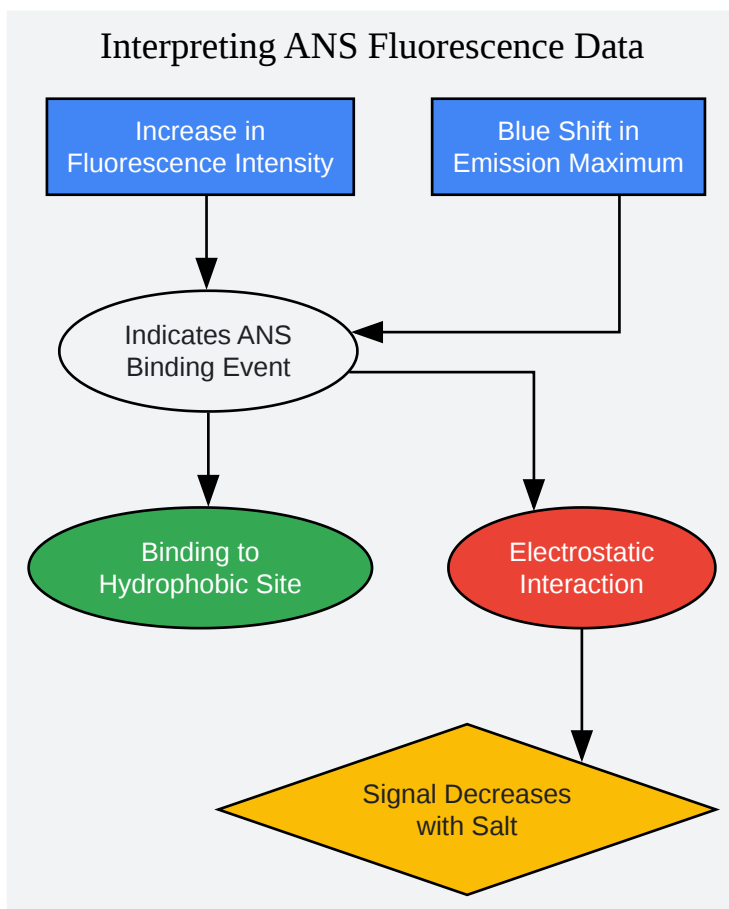 Interpreting ANS Fluorescence Data
Increase in
Fluorescence Intensity
Blue Shift in
Emission Maximum
Indicates ANS
Binding Event
Binding to
Hydrophobic Site
Electrostatic
Interaction
Signal Decreases
with Salt